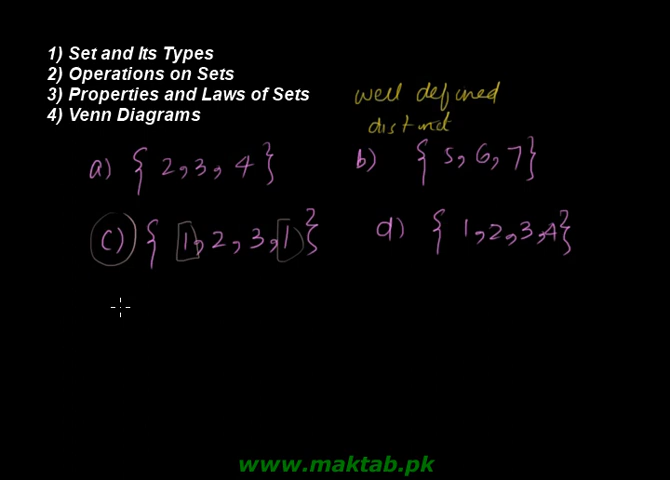 1) Set and Its Types
2) Operations on Sets
3) Properties and Laws of Sets
4) Venn Diagrams
well defined
distinct
a) { 2, 3, 4 }
b) { 5, 6, 7 }
c) { 1, 2, 3, 1 }
d) { 1, 2, 3, 4 }
www.maktab.pk